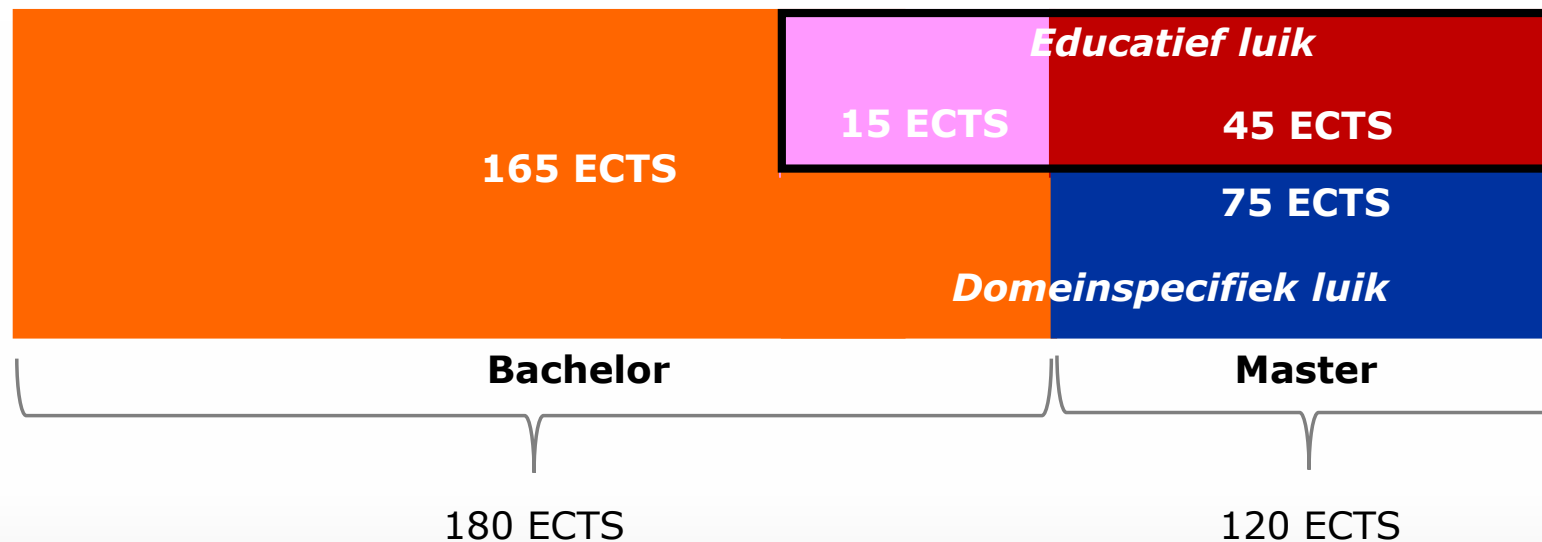 Educatief luik
15 ECTS
45 ECTS
165 ECTS
75 ECTS
Domeinspecifiek luik
Bachelor
Master
180 ECTS
120 ECTS